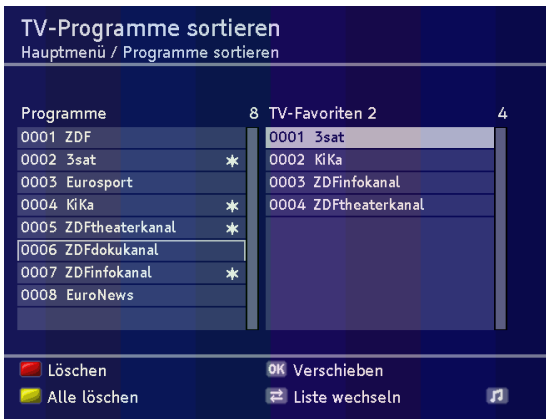 TV-Programme sortieren
Hauptmenü / Programme sortieren
Programme 8
0001 ZDF
0002 3sat
0003 Eurosport
0004 KiKa
0005 ZDFtheaterkanal
0006 ZDFdokukanal
0007 ZDFinfokanal
0008 EuroNews
TV-Favoriten 2 4
0001 3sat
0002 KiKa
0003 ZDFinfokanal
0004 ZDFtheaterkanal
Löschen
OK Verschieben
Alle löschen
Liste wechseln